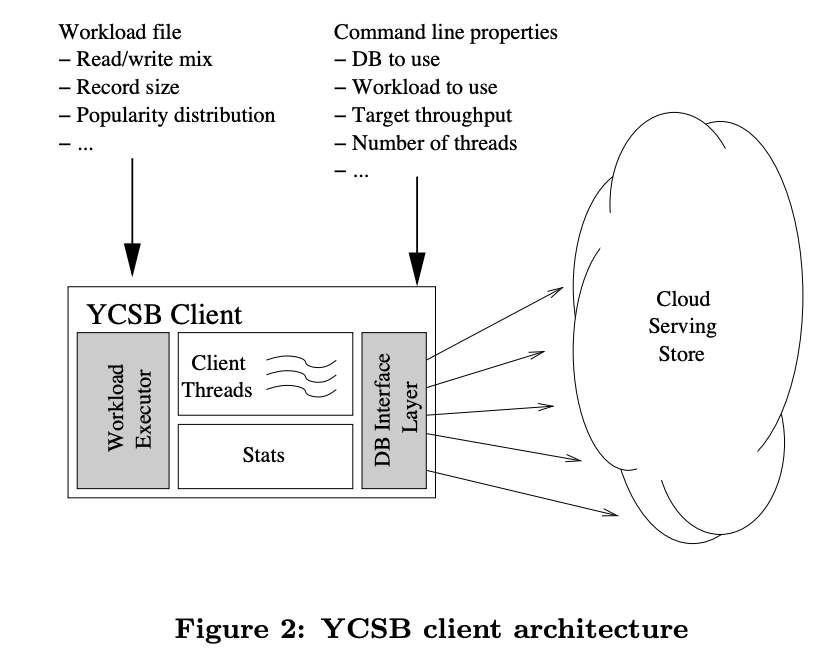 Workload file
– Read/write mix
– Record size
– Popularity distribution
– ...
Command line properties
– DB to use
– Workload to use
– Target throughput
– Number of threads
– ...
YCSB Client
Workload
Executor
Client
Threads
Stats
DB Interface
Layer
Cloud
Serving
Store
Figure 2: YCSB client architecture